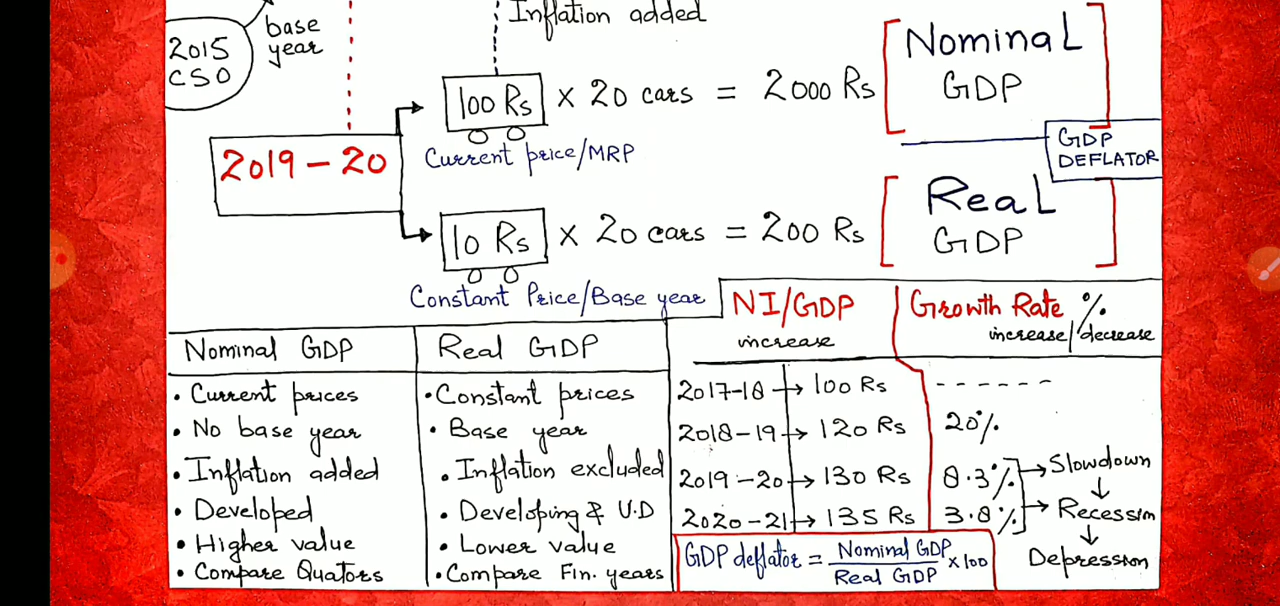 Inflation added
base
year
2015
CSO
100 Rs × 20 cars = 2000 Rs
Nominal
GDP
Current price/MRP
2019-20
GDP
DEFLATOR
10 Rs × 20 cars = 200 Rs
Real
GDP
Constant Price/Base year
Nominal GDP
• Current prices
• No base year
• Inflation added
• Developed
• Higher value
• Compare Quators
Real GDP
• Constant prices
• Base year
• Inflation excluded
• Developing & U.D
• Lower value
• Compare Fin. years
NI/GDP
increase
2017-18 → 100 Rs
2018-19 → 120 Rs
2019-20 → 130 Rs
2020-21 → 135 Rs
Growth Rate %
increase/decrease
------
20%
8.3% → Slowdown
3.8% → Recession
Depression
GDP deflator = Nominal GDP
Real GDP × 100